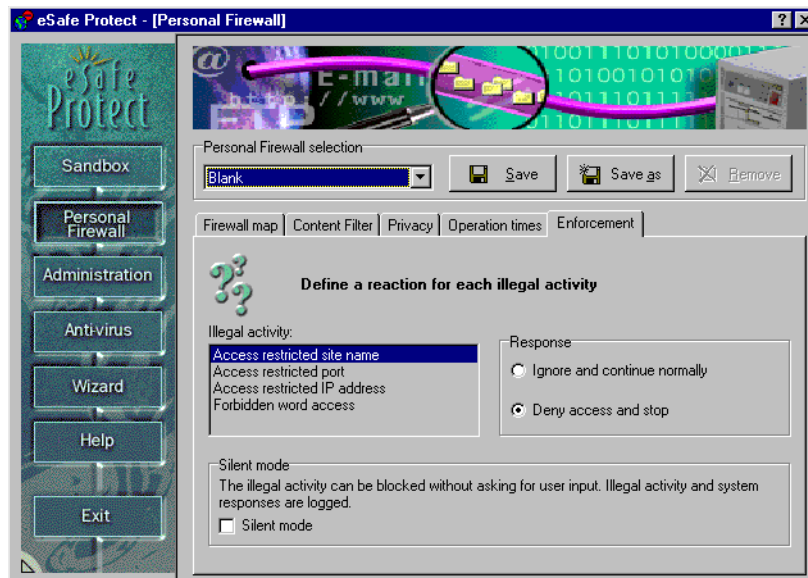 eSafe Protect - [Personal Firewall]
eSafe
Protect
Sandbox
Personal
Firewall
Administration
Anti-virus
Wizard
Help
Exit
@
E-mail
http://www
FTP
Personal Firewall selection
Blank
Save
Save as
Remove
Firewall map
Content Filter
Privacy
Operation times
Enforcement
Define a reaction for each illegal activity
Illegal activity:
Access restricted site name
Access restricted port
Access restricted IP address
Forbidden word access
Response
Ignore and continue normally
Deny access and stop
Silent mode
The illegal activity can be blocked without asking for user input. Illegal activity and system
responses are logged.
Silent mode